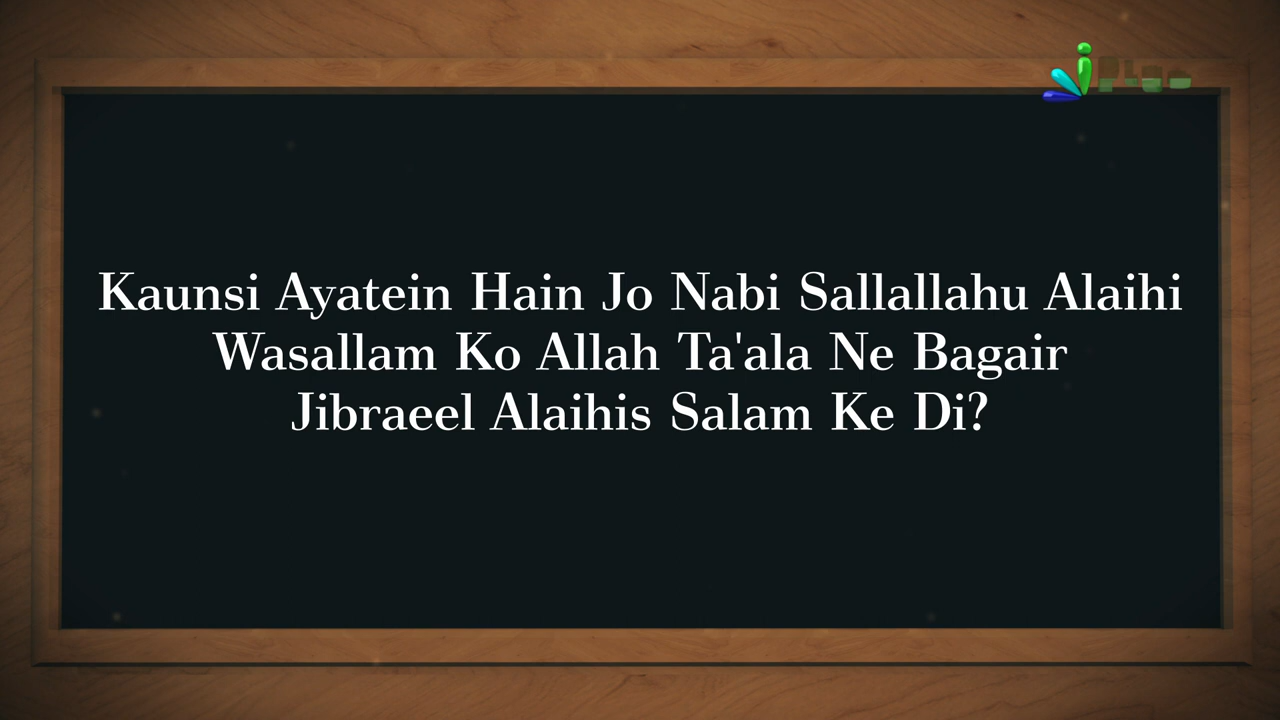 Kaunsi Ayatein Hain Jo Nabi Sallallahu Alaihi
Wasallam Ko Allah Ta'ala Ne Bagair
Jibraeel Alaihis Salam Ke Di?